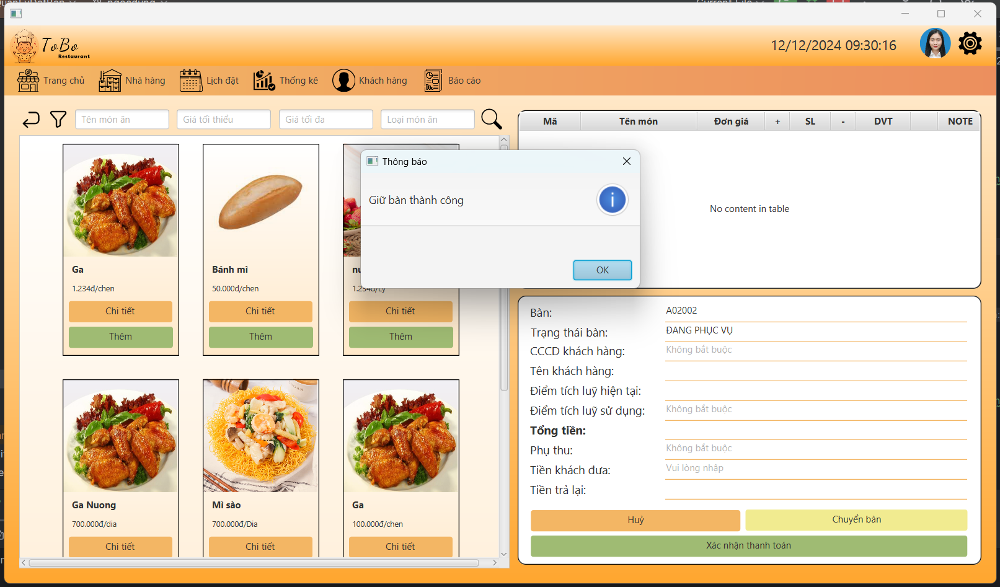 ToBo
Restaurant
12/12/2024 09:30:16
Trang chủ
Nhà hàng
Lịch đặt
Thống kê
Khách hàng
Báo cáo
Tên món ăn
Giá tối thiểu
Giá tối đa
Loại món ăn
Mã
Tên món
Đơn giá
+
SL
-
DVT
NOTE
No content in table
Thông báo
Giữ bàn thành công
OK
Ga
1.234đ/chen
Chi tiết
Thêm
Bánh mì
50.000đ/chen
Chi tiết
Thêm
1.234đ/Ly
Chi tiết
Thêm
Ga Nuong
700.000đ/dia
Chi tiết
Mì sào
700.000đ/Dia
Chi tiết
Ga
100.000đ/chen
Chi tiết
Bàn:
A02002
Trạng thái bàn:
ĐANG PHỤC VỤ
CCCD khách hàng:
Không bắt buộc
Tên khách hàng:
Điểm tích luỹ hiện tại:
Điểm tích luỹ sử dụng:
Không bắt buộc
Tổng tiền:
Phụ thu:
Không bắt buộc
Tiền khách đưa:
Vui lòng nhập
Tiền trả lại:
Huỷ
Chuyển bàn
Xác nhận thanh toán